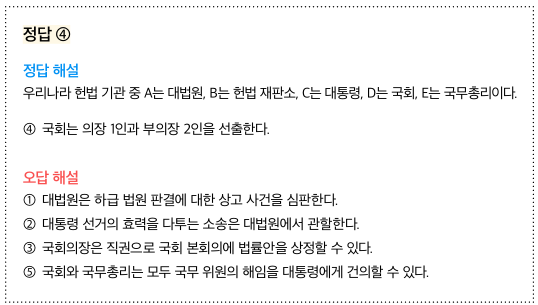 정답 ④
정답 해설
우리나라 헌법 기관 중 A는 대법원, B는 헌법 재판소, C는 대통령, D는 국회, E는 국무총리이다.
④ 국회는 의장 1인과 부의장 2인을 선출한다.
오답 해설
① 대법원은 하급 법원 판결에 대한 상고 사건을 심판한다.
② 대통령 선거의 효력을 다투는 소송은 대법원에서 관할한다.
③ 국회의장은 직권으로 국회 본회의에 법률안을 상정할 수 있다.
⑤ 국회와 국무총리는 모두 국무 위원의 해임을 대통령에게 건의할 수 있다.